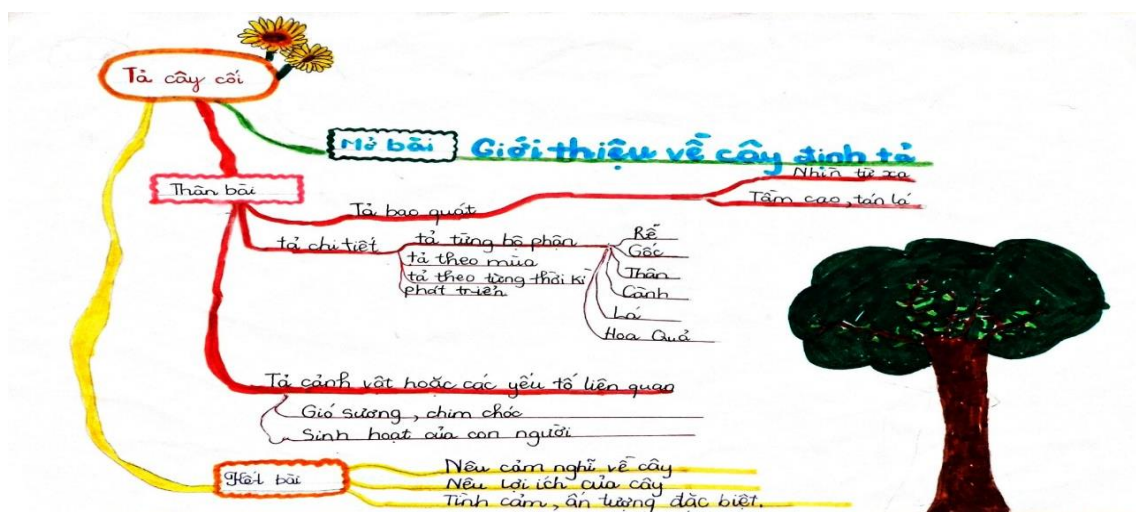 Tả cây cối
Mở bài Giới thiệu về cây định tả
Thân bài
Tả bao quát
Nhìn từ xa
Tầm cao, tán lá
tả chi tiết
tả từng bộ phận
Rễ
Gốc
Thân
Cành
Lá
Hoa Quả
tả theo mùa
tả theo từng thời kì
phát triển
Tả cảnh vật hoặc các yếu tố liên quan
Gió sương, chim chóc
Sinh hoạt của con người
Kết bài
Nêu cảm nghĩ về cây
Nêu lợi ích của cây
Tình cảm, ấn tượng đặc biệt.